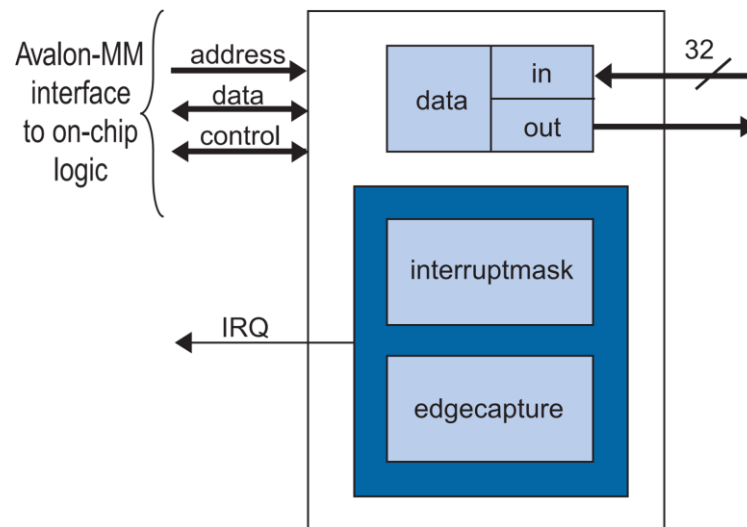 Avalon-MM
interface
to on-chip
logic
address
data
control
data
in
out
32
interruptmask
IRQ
edgecapture